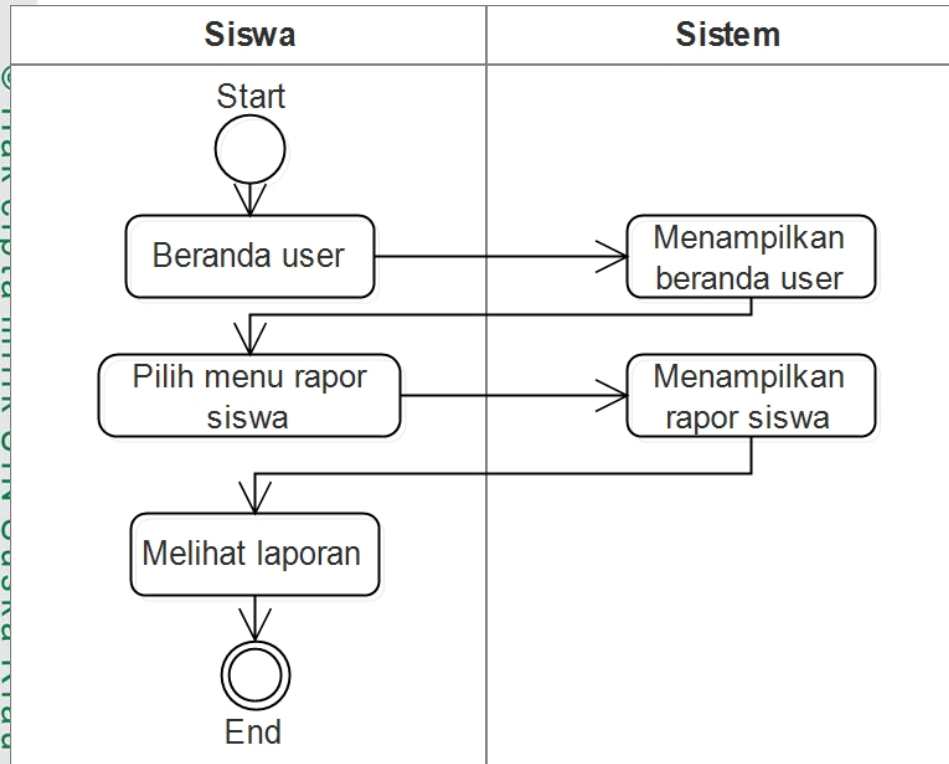 Siswa
Sistem
Start
Beranda user
Menampilkan
beranda user
Pilih menu rapor
siswa
Menampilkan
rapor siswa
Melihat laporan
End